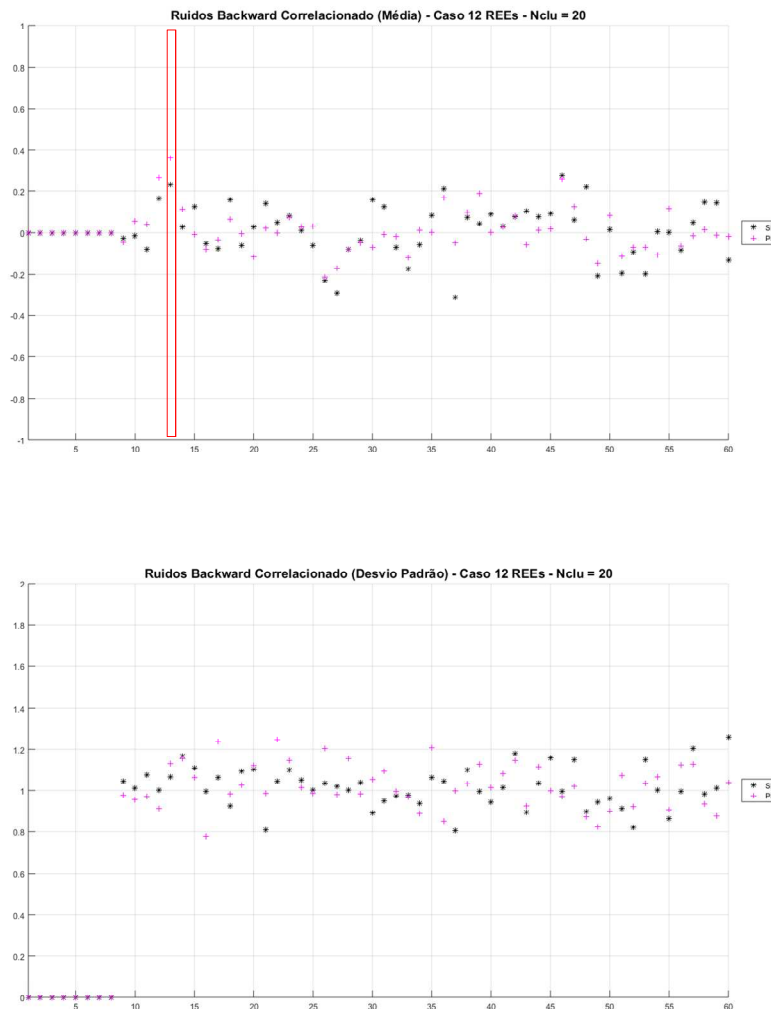 Ruidos Backward Correlacionado (Média) - Caso 12 REEs - Nclu = 20
1
0.8
0.6
0.4
0.2
0
-0.2
-0.4
-0.6
-0.8
-1
5 10 15 20 25 30 35 40 45 50 55 60
S
P
Ruidos Backward Correlacionado (Desvio Padrão) - Caso 12 REEs - Nclu = 20
2
1.8
1.6
1.4
1.2
1
0.8
0.6
0.4
0.2
0
S
P
5 10 15 20 25 30 35 40 45 50 55 60